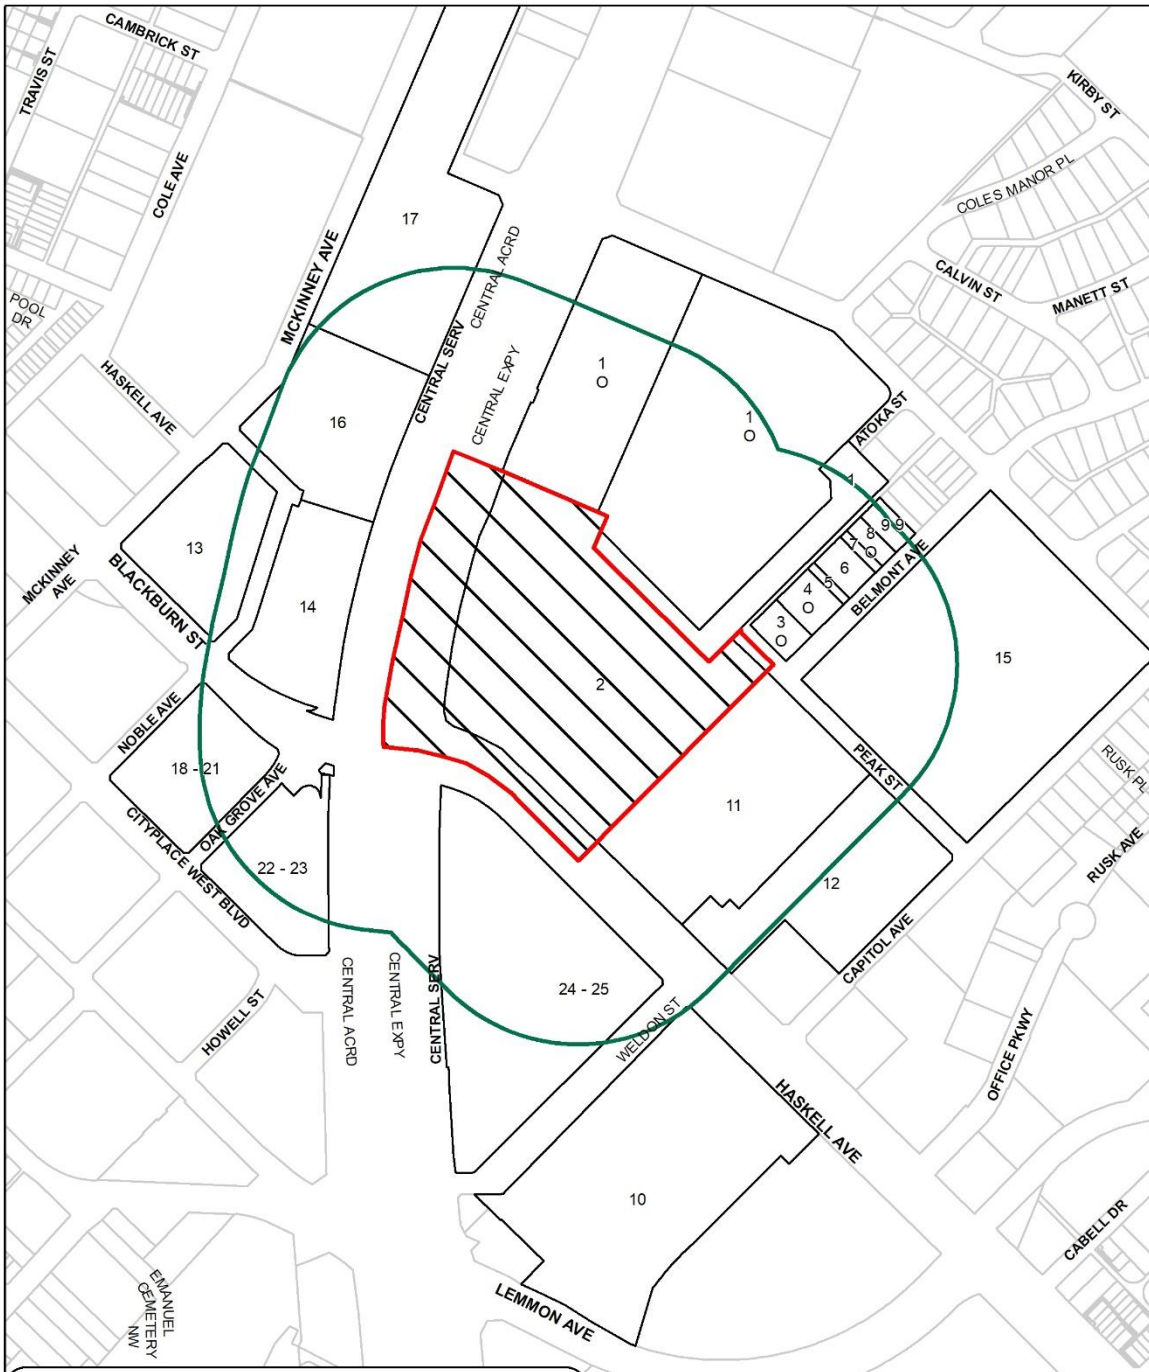 CAMBRICK ST
TRAVIS ST
KIRBY ST
COLE AVE
COLES MANOR PL
17
MCKINNEY AVE
CENTRAL ACRD
CALVIN ST
MANETT ST
POOL
DR
CENTRAL SERV
CENTRAL EXPY
HASKELL AVE
1
O
1
O
ATOKA ST
16
1
9 9
8
O
7
6
5
4
O
3
O
BELMONT AVE
13
MCKINNEY
AVE
BLACKBURN ST
14
15
2
NOBLE AVE
18 - 21
PEAK ST
RUSK PL
OAK GROVE AVE
CITYPLACE WEST BLVD
11
22 - 23
12
RUSK AVE
CAPITOL AVE
CENTRAL ACRD
CENTRAL EXPY
CENTRAL SERV
24 - 25
HOWELL ST
WELDON ST
OFFICE PKWY
HASKELL AVE
10
CABELL DR
EMANUEL
CEMETERY
NW
LEMMON AVE